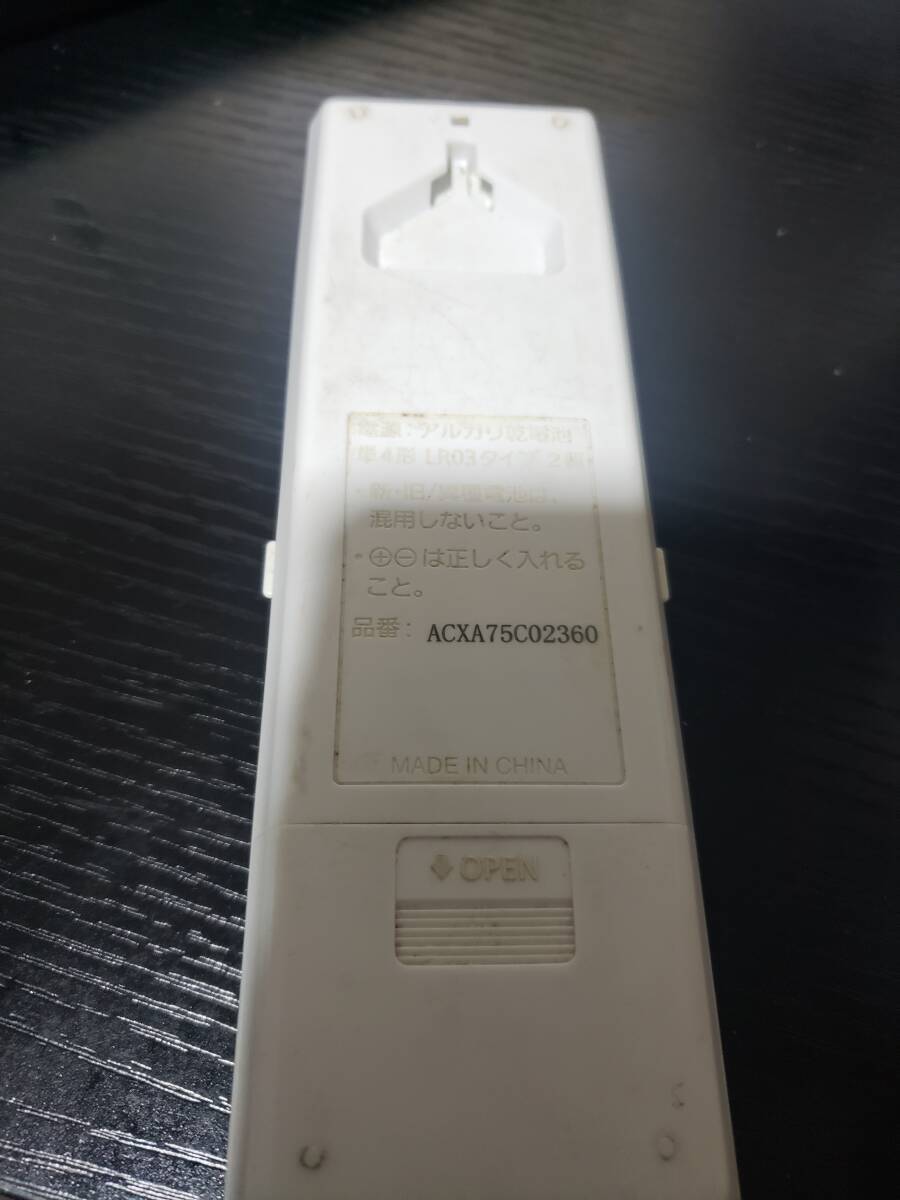 電源：アルカリ乾電池
単4形 LR03タイプ 2個
・新・旧/異種電池は、
混用しないこと。
・⊕⊖は正しく入れる
こと。
品番： ACXA75C02360
MADE IN CHINA
OPEN